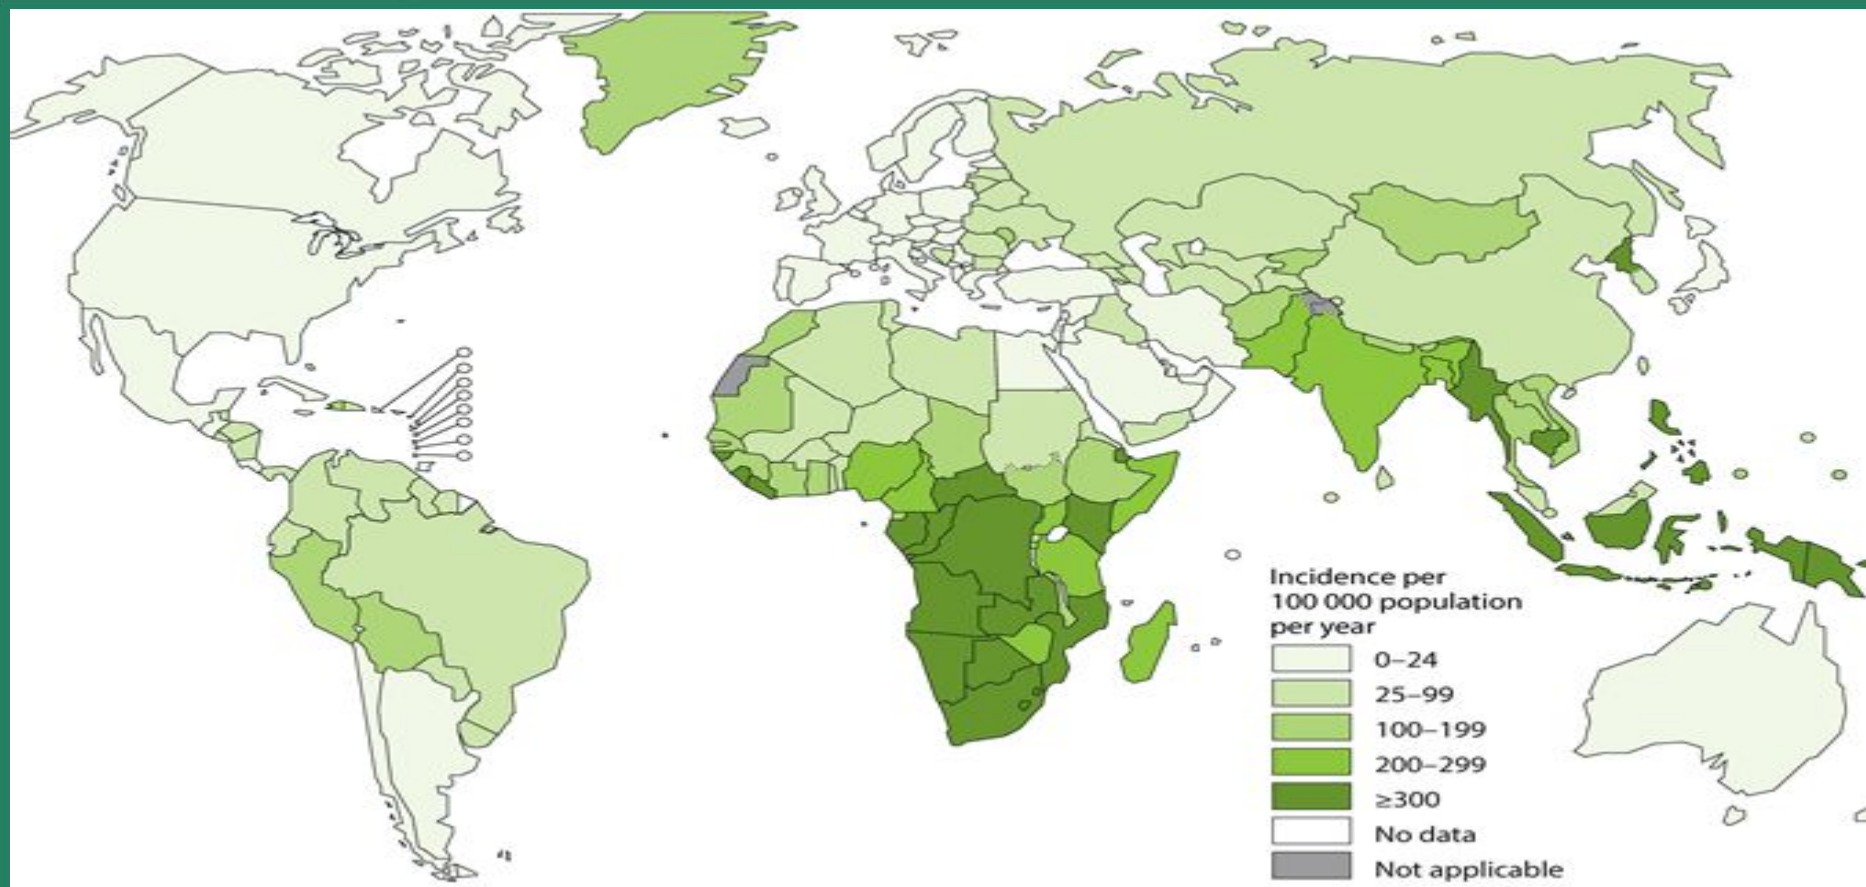 Incidence per
100 000 population
per year
0–24
25–99
100–199
200–299
≥300
No data
Not applicable